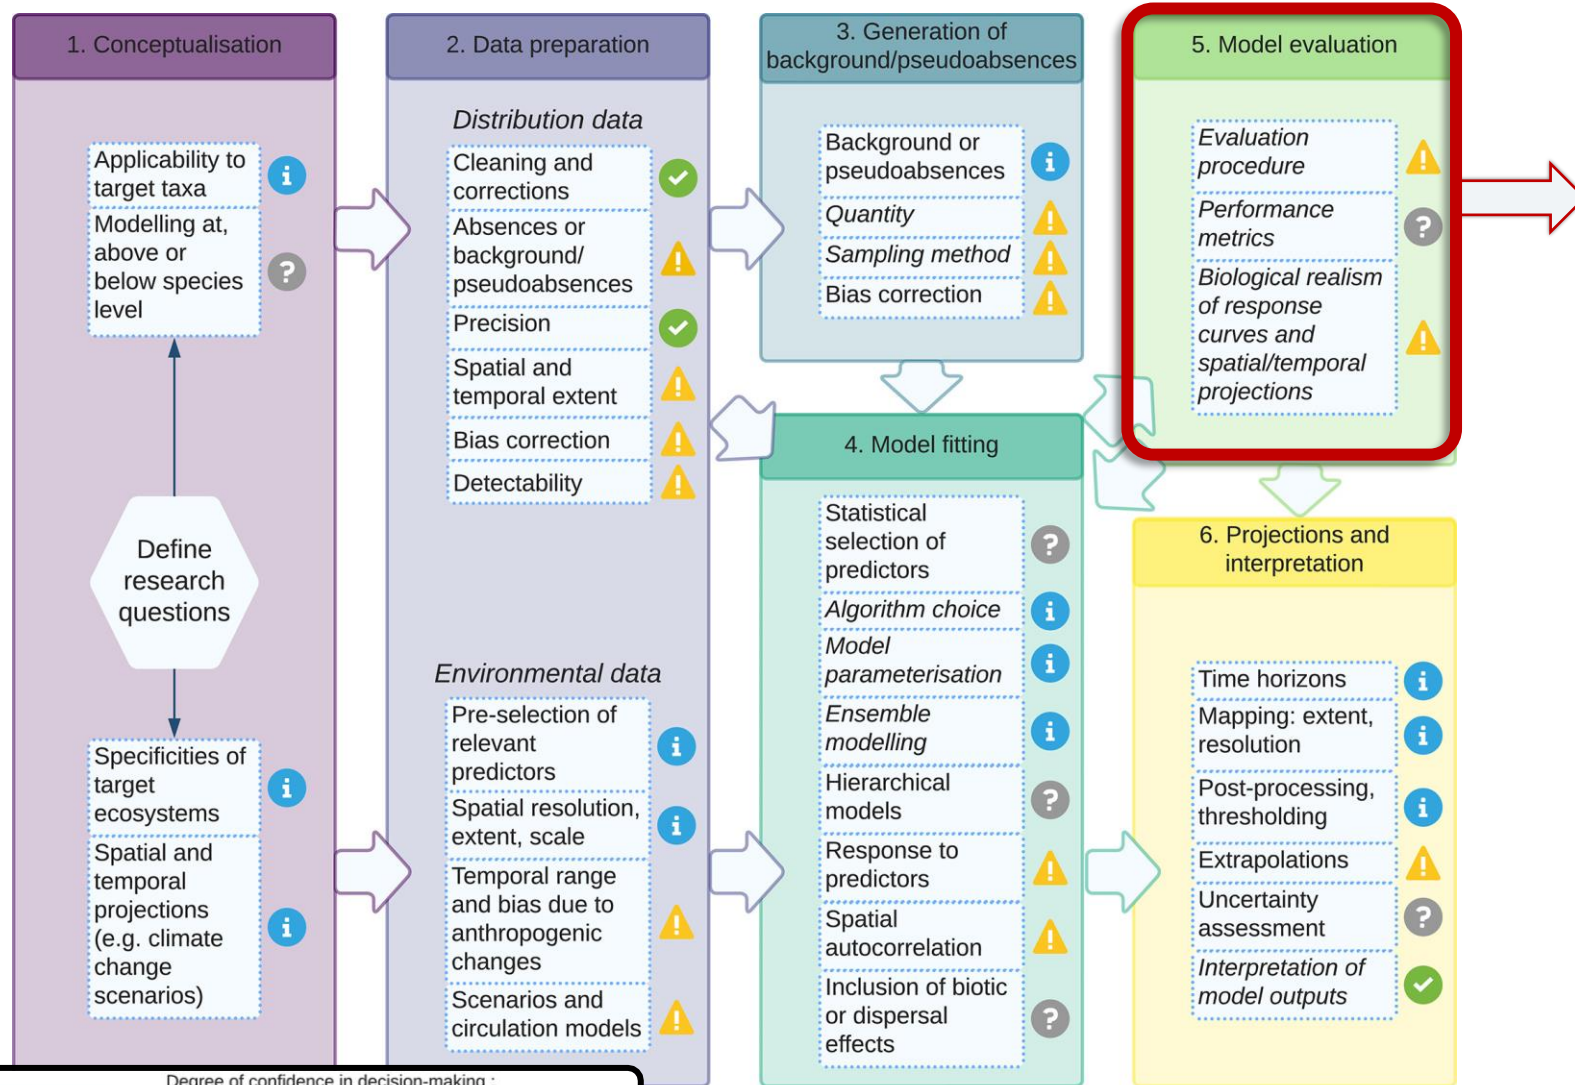 1. Conceptualisation
Applicability to
target taxa
Modelling at,
above or
below species
level
Define
research
questions
Specificities of
target
ecosystems
Spatial and
temporal
projections
(e.g. climate
change
scenarios)
2. Data preparation
Distribution data
Cleaning and
corrections
Absences or
background/
pseudoabsences
Precision
Spatial and
temporal extent
Bias correction
Detectability
Environmental data
Pre-selection of
relevant
predictors
Spatial resolution,
extent, scale
Temporal range
and bias due to
anthropogenic
changes
Scenarios and
circulation models
3. Generation of
background/pseudoabsences
Background or
pseudoabsences
Quantity
Sampling method
Bias correction
4. Model fitting
Statistical
selection of
predictors
Algorithm choice
Model
parameterisation
Ensemble
modelling
Hierarchical
models
Response to
predictors
Spatial
autocorrelation
Inclusion of biotic
or dispersal
effects
5. Model evaluation
Evaluation
procedure
Performance
metrics
Biological realism
of response
curves and
spatial/temporal
projections
6. Projections and
interpretation
Time horizons
Mapping: extent,
resolution
Post-processing,
thresholding
Extrapolations
Uncertainty
assessment
Interpretation of
model outputs
Degree of confidence in decision-making :